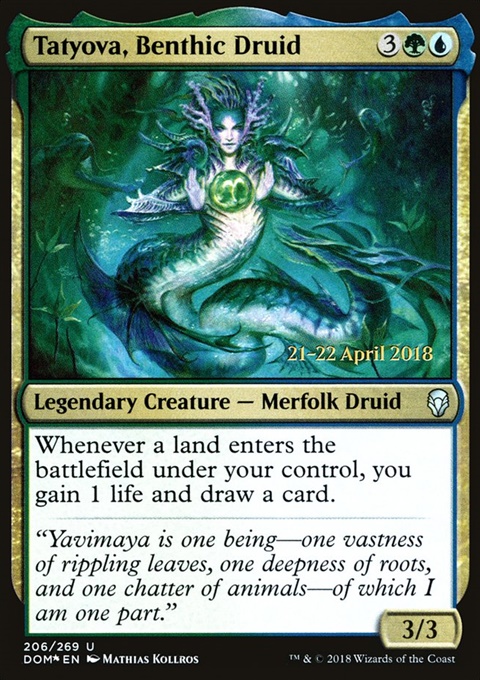 Tatyova, Benthic Druid 3
21–22 April 2018
Legendary Creature — Merfolk Druid
Whenever a land enters the
battlefield under your control, you
gain 1 life and draw a card.
“Yavimaya is one being—one vastness
of rippling leaves, one deepness of roots,
and one chatter of animals—of which I
am one part.”
3/3
206/269 U
DOM★EN Mathias Kollros
™ & © 2018 Wizards of the Coast